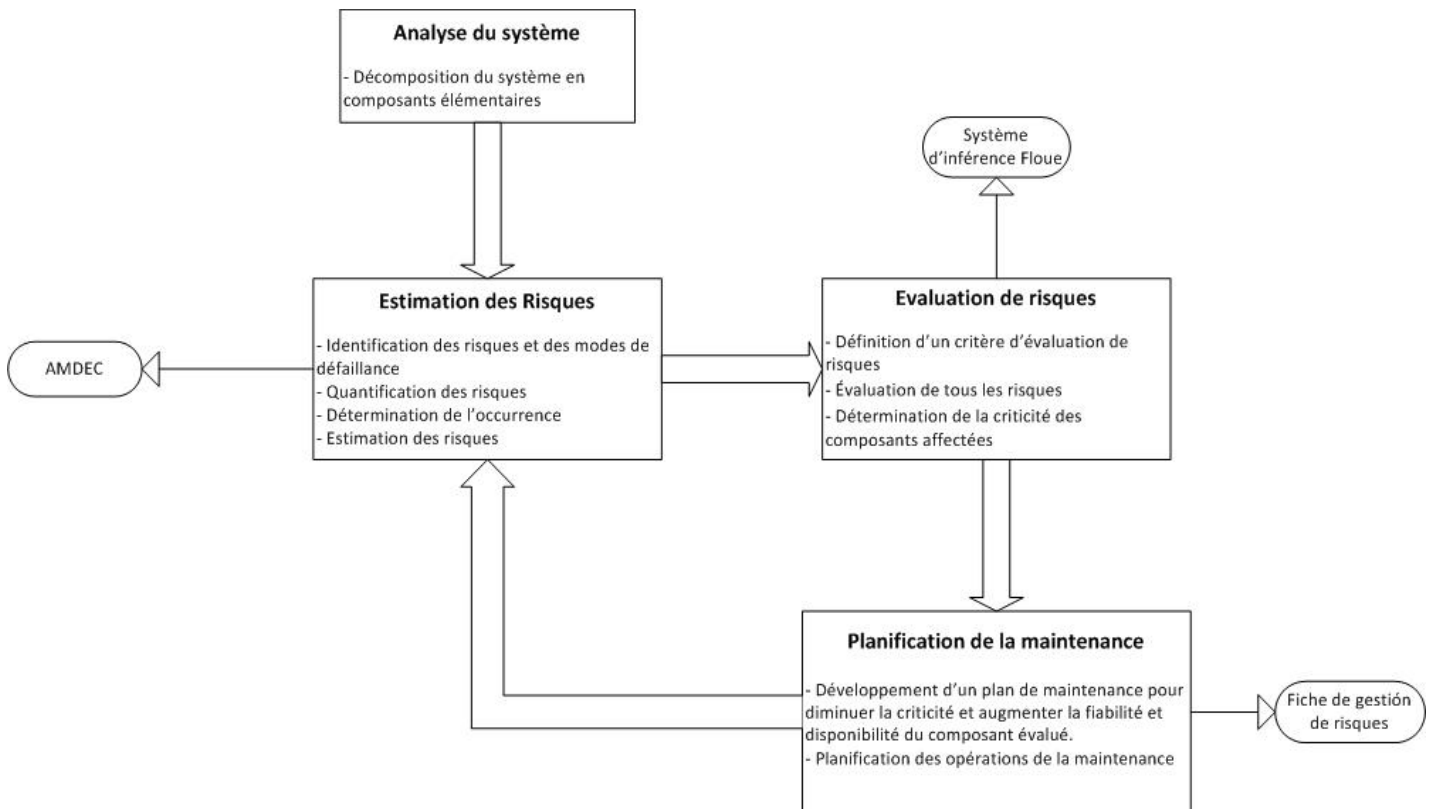 Analyse du système
- Décomposition du système en
composants élémentaires
Système
d'inférence Floue
Estimation des Risques
- Identification des risques et des modes de
défaillance
- Quantification des risques
- Détermination de l'occurrence
- Estimation des risques
AMDEC
Evaluation de risques
- Définition d'un critère d'évaluation de
risques
- Évaluation de tous les risques
- Détermination de la criticité des
composants affectées
Planification de la maintenance
- Développement d'un plan de maintenance pour
diminuer la criticité et augmenter la fiabilité et
disponibilité du composant évalué.
- Planification des opérations de la maintenance
Fiche de gestión
de risques